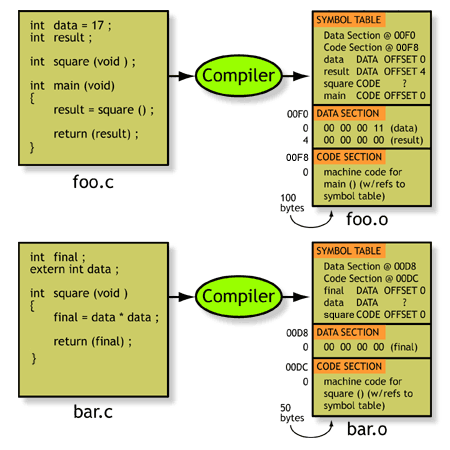 int data = 17 ;
int result ;
int square (void ) ;
int main (void)
{
result = square () ;
return (result) ;
}
foo.c
Compiler
SYMBOL TABLE
Data Section @ 00F0
Code Section @ 00F8
data DATA OFFSET 0
result DATA OFFSET 4
square CODE ?
main CODE OFFSET 0
00F0 DATA SECTION
0 00 00 00 11 (data)
4 00 00 00 00 (result)
00F8 CODE SECTION
0 machine code for
main () (w/refs to
symbol table)
100
bytes
foo.o
int final ;
extern int data ;
int square (void )
{
final = data * data ;
return (final) ;
}
bar.c
Compiler
SYMBOL TABLE
Data Section @ 00D8
Code Section @ 00DC
final DATA OFFSET 0
data DATA ?
square CODE OFFSET 0
00D8 DATA SECTION
0 00 00 00 00 (final)
00DC CODE SECTION
0 machine code for
square () (w/refs to
symbol table)
50
bytes
bar.o